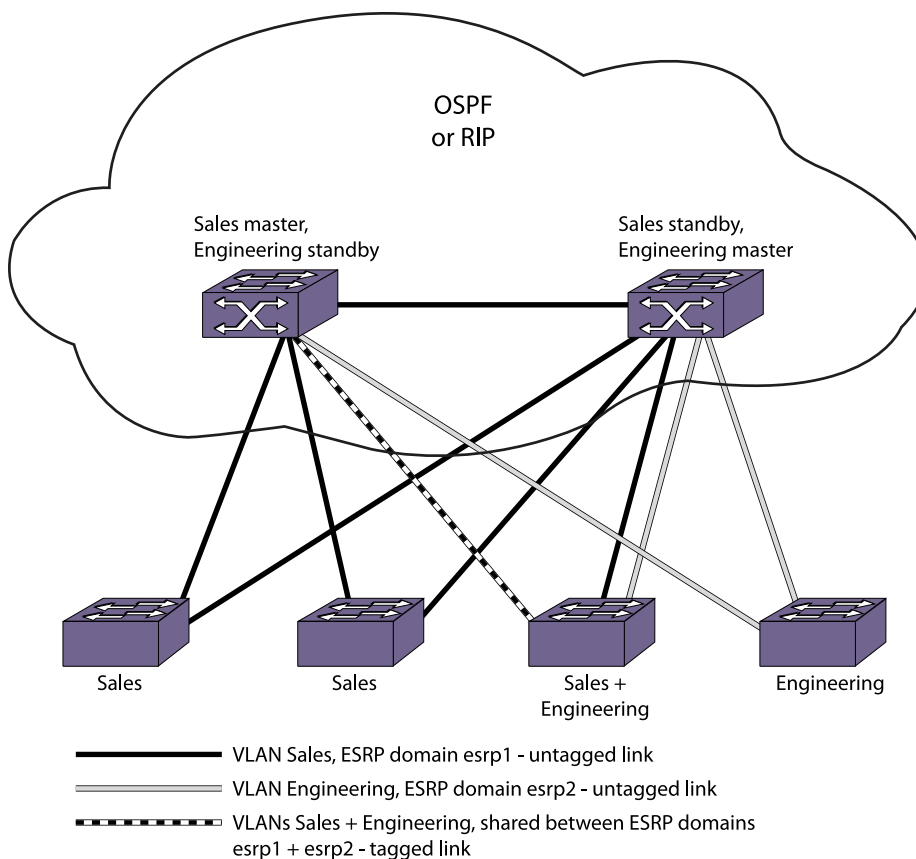 OSPF
or RIP
Sales master,
Engineering standby
Sales standby,
Engineering master
Sales
Sales
Sales +
Engineering
Engineering
VLAN Sales, ESRP domain esrp1 - untagged link
VLAN Engineering, ESRP domain esrp2 - untagged link
VLANs Sales + Engineering, shared between ESRP domains
esrp1 + esrp2 - tagged link